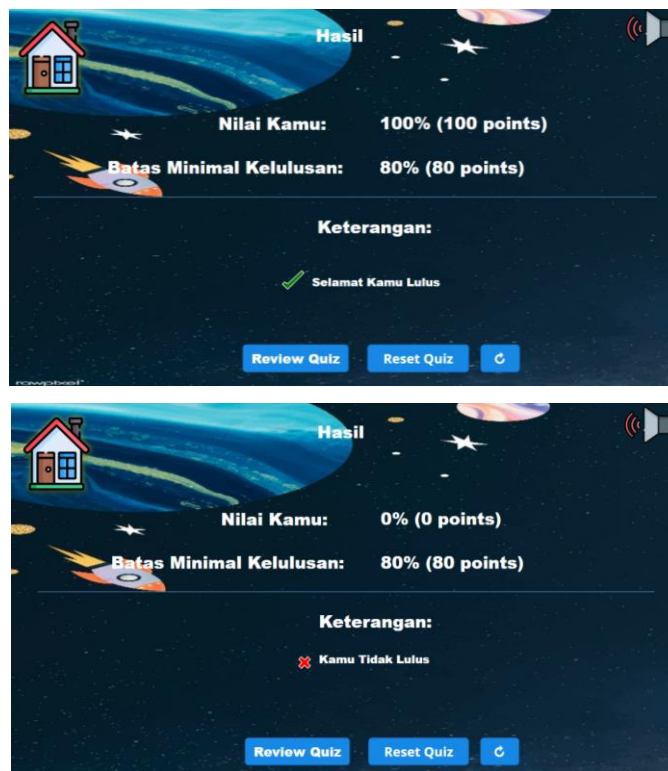 Hasil
Nilai Kamu: 100% (100 points)
Batas Minimal Kelulusan: 80% (80 points)
Keterangan:
Selamat Kamu Lulus
Review Quiz Reset Quiz
rawpixel
Hasil
Nilai Kamu: 0% (0 points)
Batas Minimal Kelulusan: 80% (80 points)
Keterangan:
Kamu Tidak Lulus
Review Quiz Reset Quiz